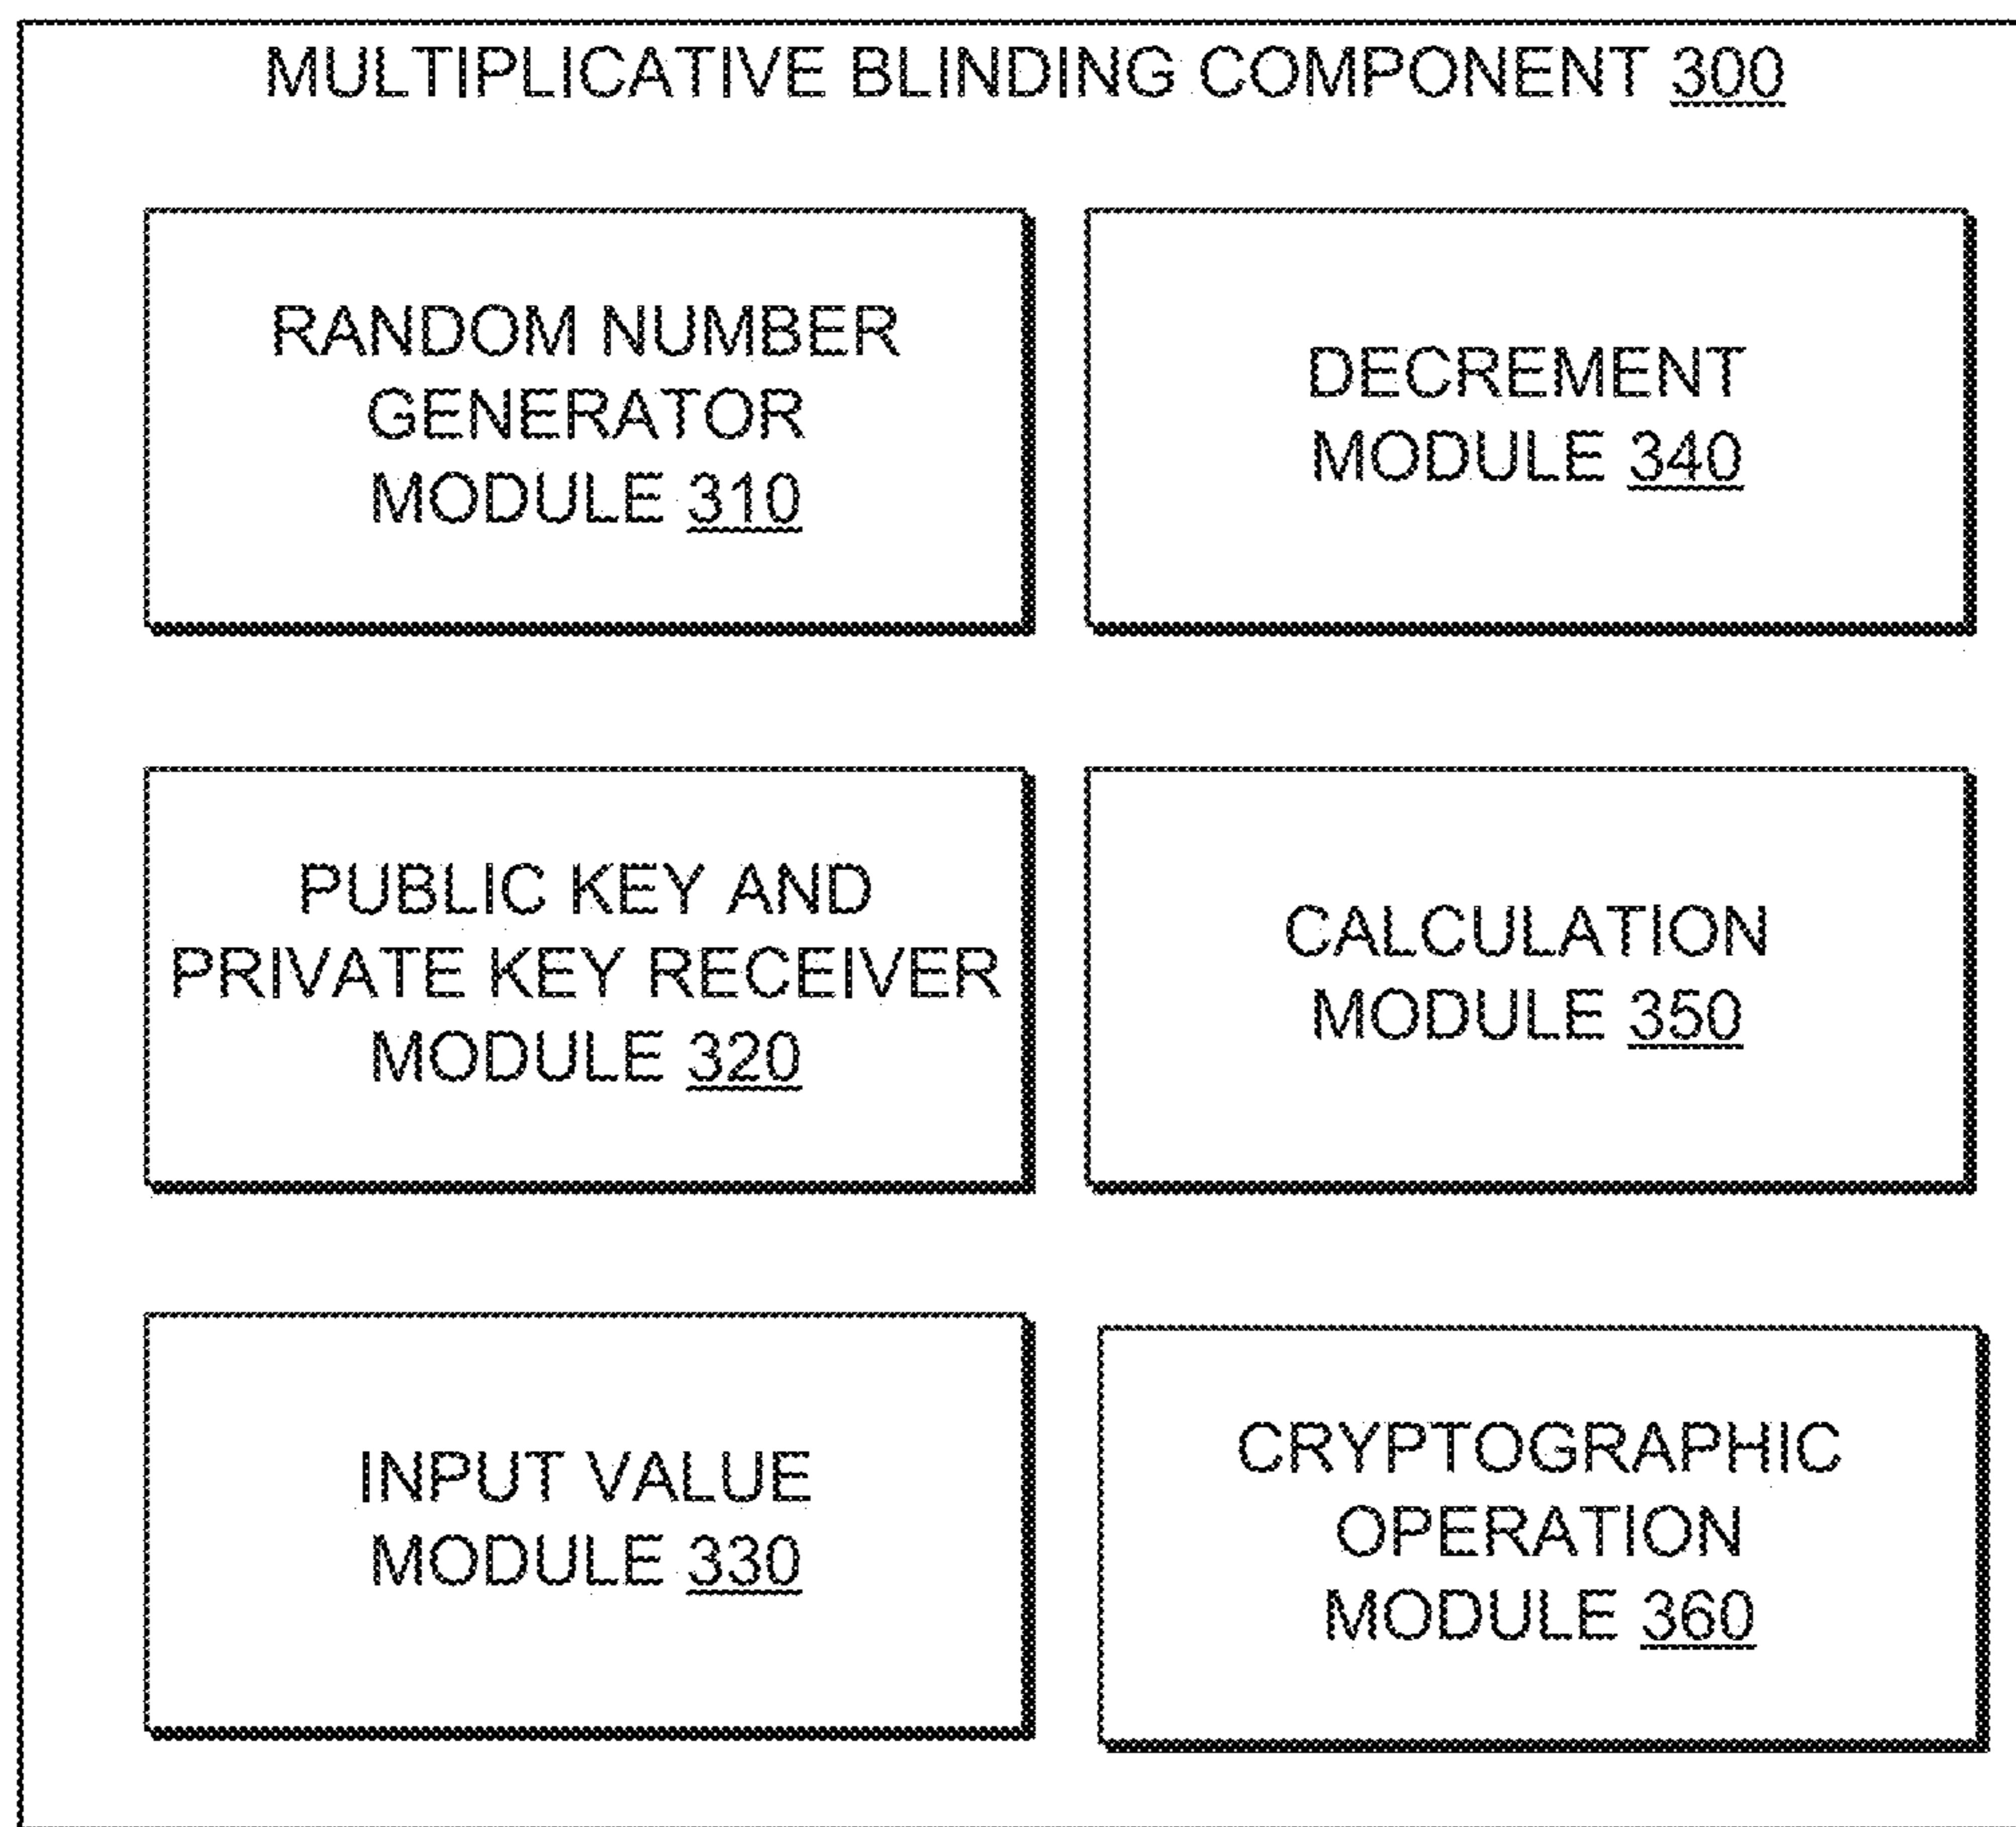 MULTIPLICATIVE BLINDING COMPONENT 300
RANDOM NUMBER
GENERATOR
MODULE 310
DECREMENT
MODULE 340
PUBLIC KEY AND
PRIVATE KEY RECEIVER
MODULE 320
CALCULATION
MODULE 350
INPUT VALUE
MODULE 330
CRYPTOGRAPHIC
OPERATION
MODULE 360